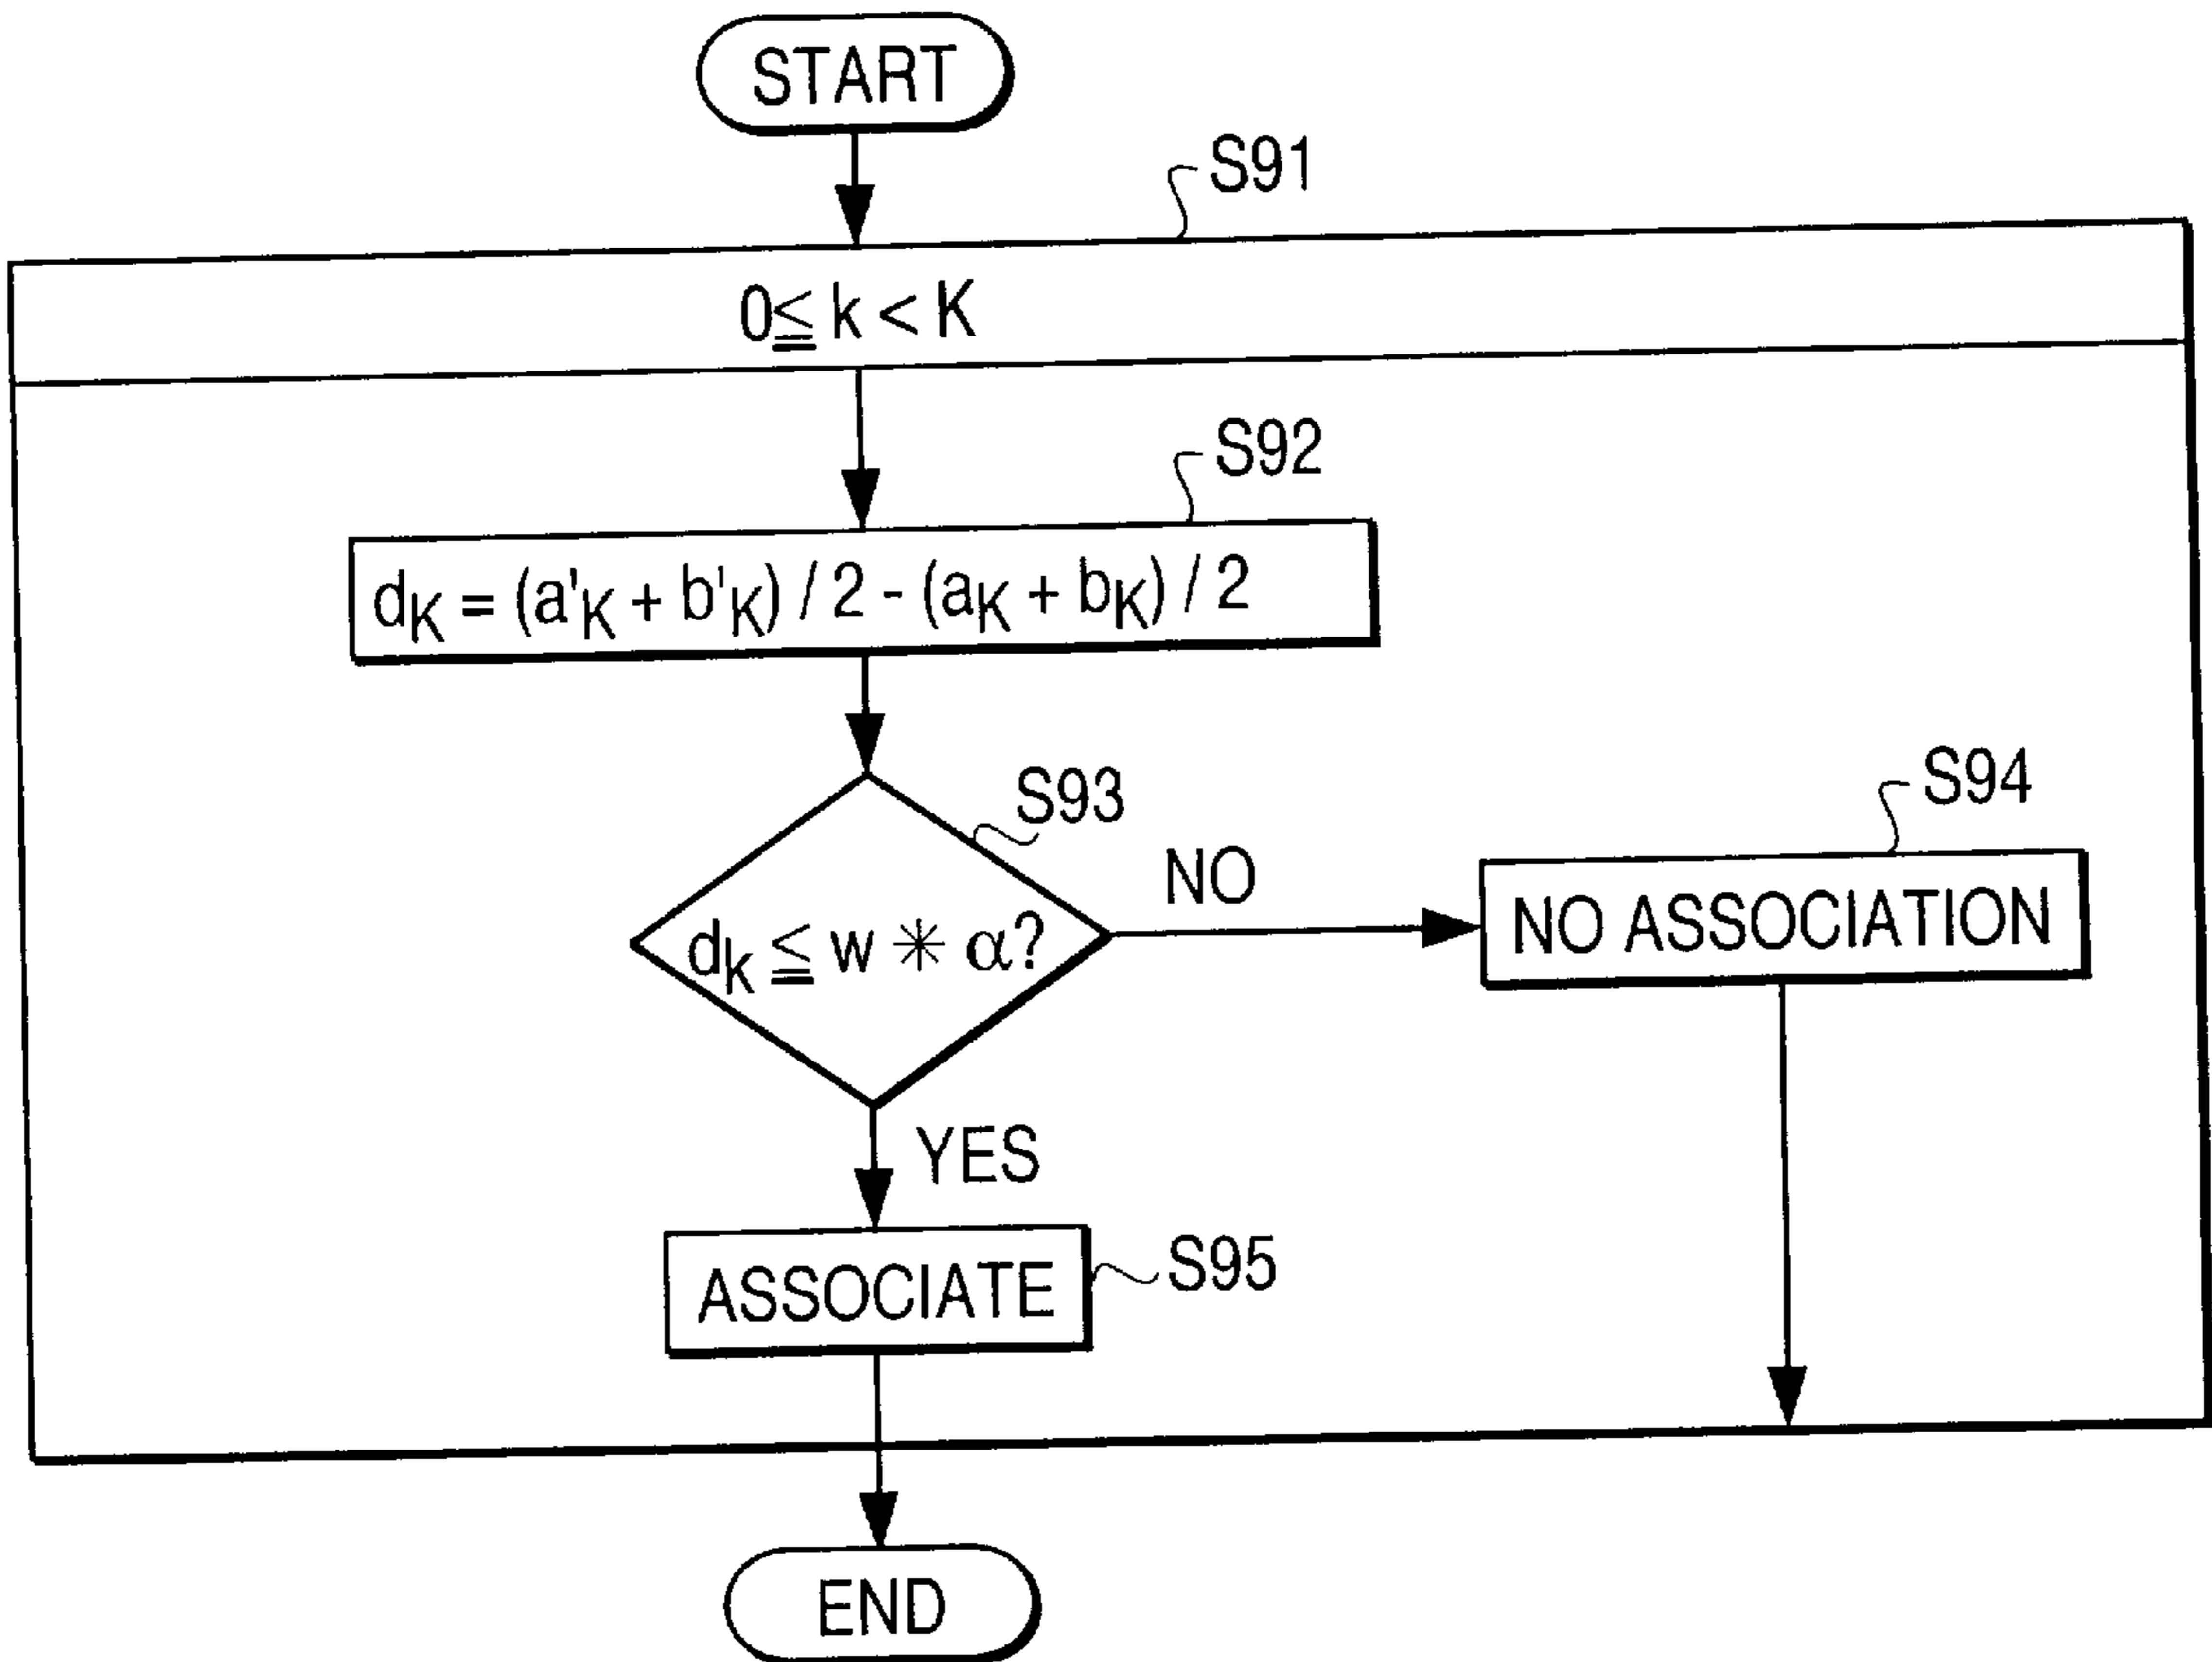 START
S91
0≦ k < K
S92
dK = (a'K + b'K) / 2 - (aK + bK) / 2
S93
S94
NO
NO ASSOCIATION
dk ≦ w * α?
YES
S95
ASSOCIATE
END